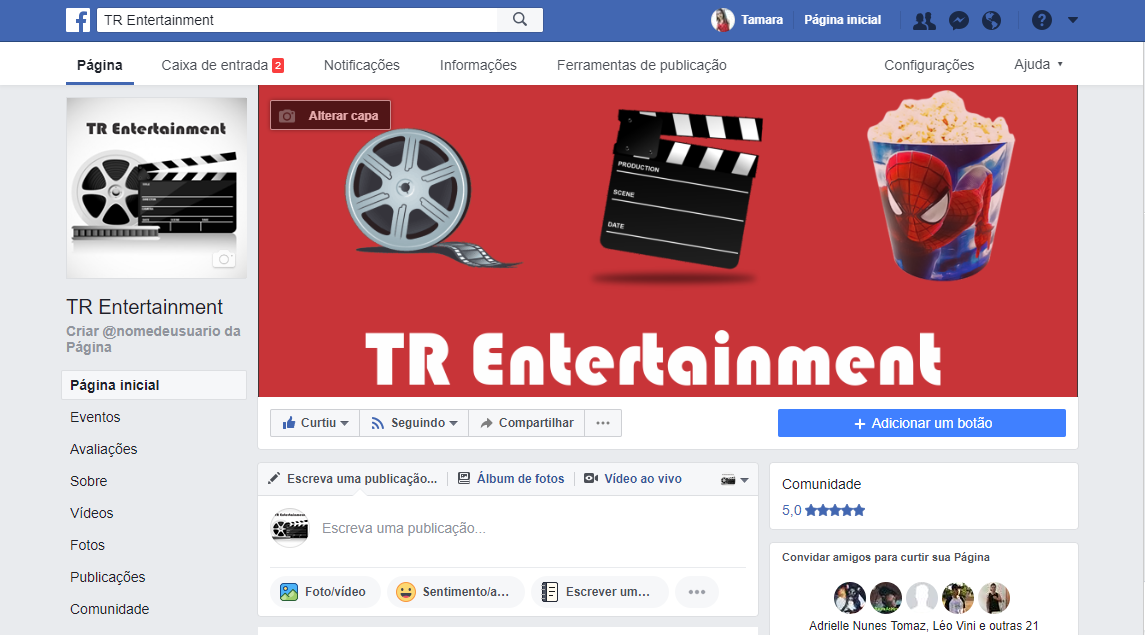 TR Entertainment
Tamara
Página inicial
Página
Caixa de entrada 2
Notificações
Informações
Ferramentas de publicação
Configurações
Ajuda
TR Entertainment
Alterar capa
PRODUCTION
SCENE
DATE
TR Entertainment
TR Entertainment
Criar @nomedeusuario da
Página
Página inicial
Eventos
Avaliações
Sobre
Vídeos
Fotos
Publicações
Comunidade
Curtiu
Seguindo
Compartilhar
+ Adicionar um botão
Escreva uma publicação...
Álbum de fotos
Vídeo ao vivo
TR Entertainment
Escreva uma publicação...
Foto/vídeo
Sentimento/a...
Escrever um...
Comunidade
5,0
Convidar amigos para curtir sua Página
Adrielle Nunes Tomaz, Léo Vini e outras 21